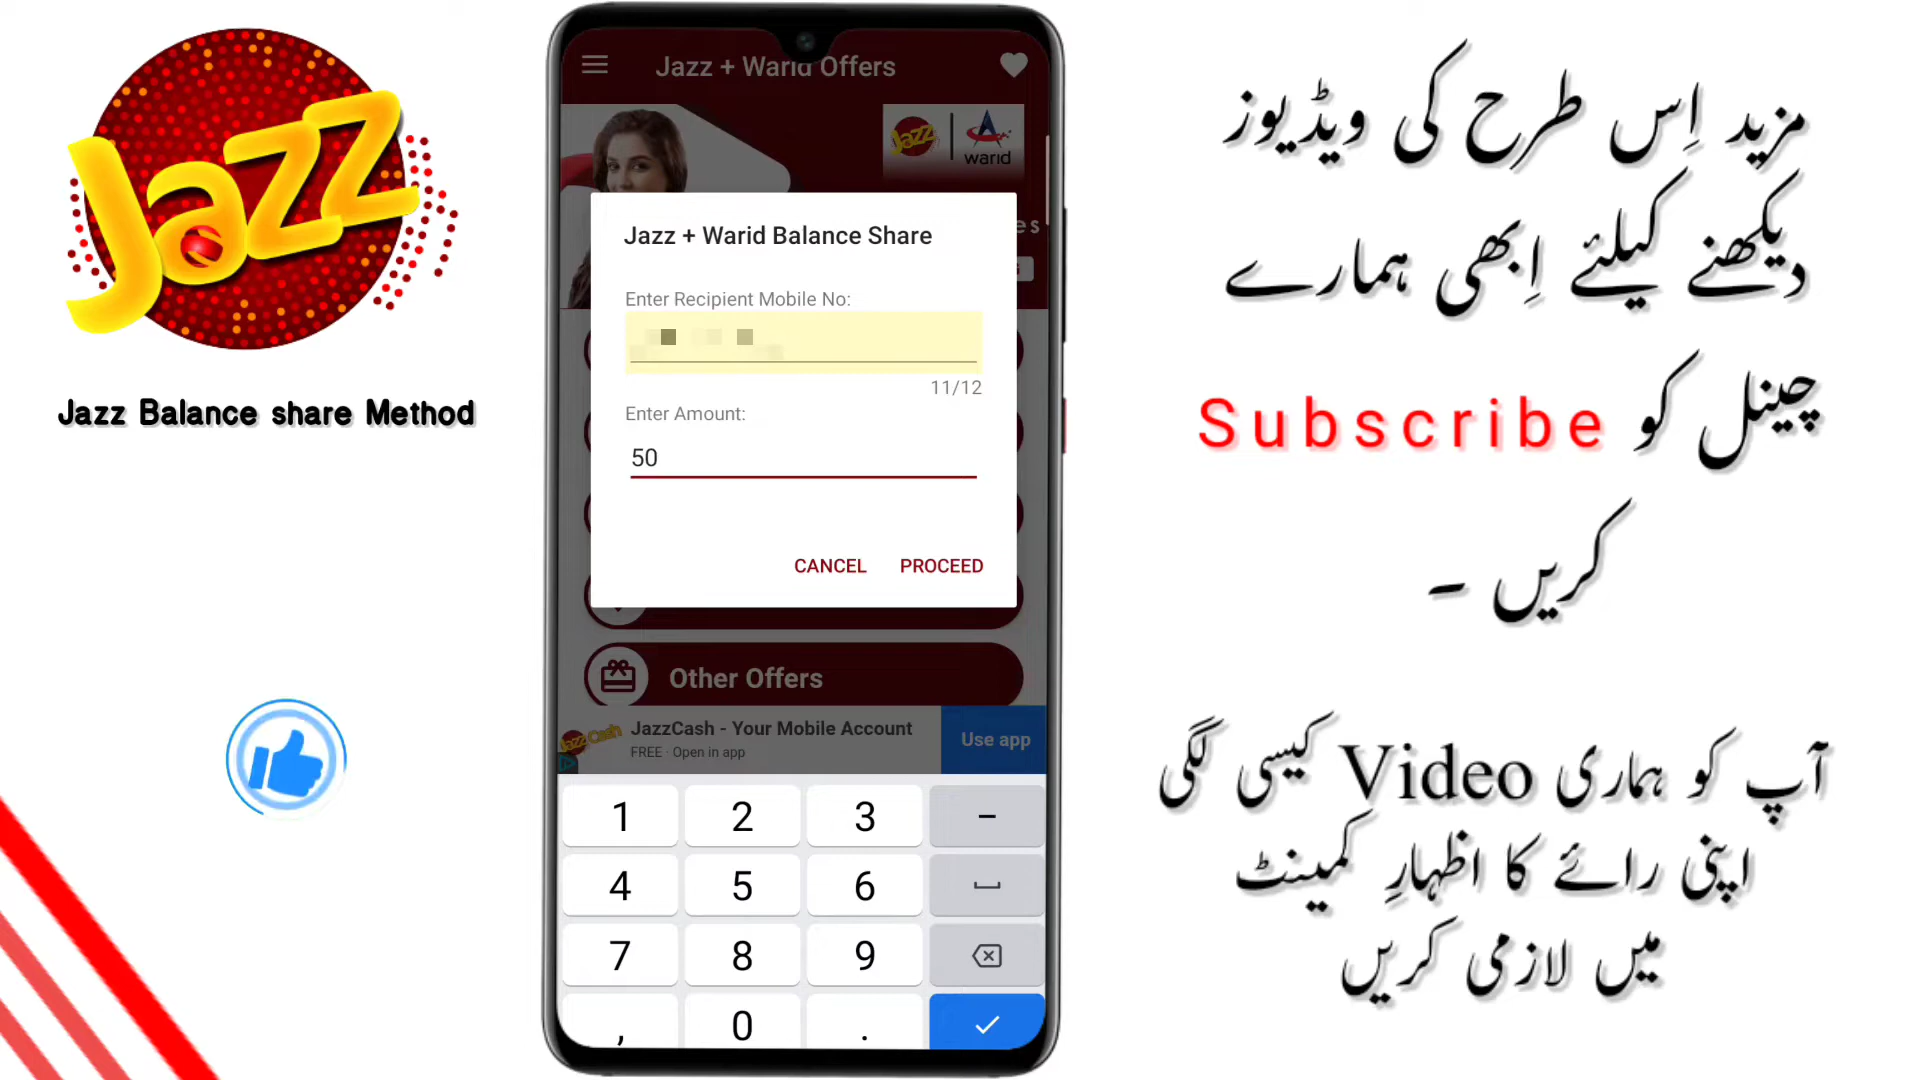 Jazz
Jazz Balance share Method
Jazz + Warid Offers
Jazz
warid
es
Jazz + Warid Balance Share
Enter Recipient Mobile No:
11/12
Enter Amount:
50
CANCEL PROCEED
Other Offers
Jazz Cash
JazzCash - Your Mobile Account
FREE · Open in app
Use app
1 2 3 -
4 5 6
7 8 9
, 0 .
مزید اِس طرح کی ویڈیوز
دیکھنے کیلئے اِبھی ہمارے
چینل کو Subscribe
کریں ۔
آپ کو ہماری Video کیسی لگی
اپنی رائے کا اظہارِ کمینٹ
میں لازمی کریں